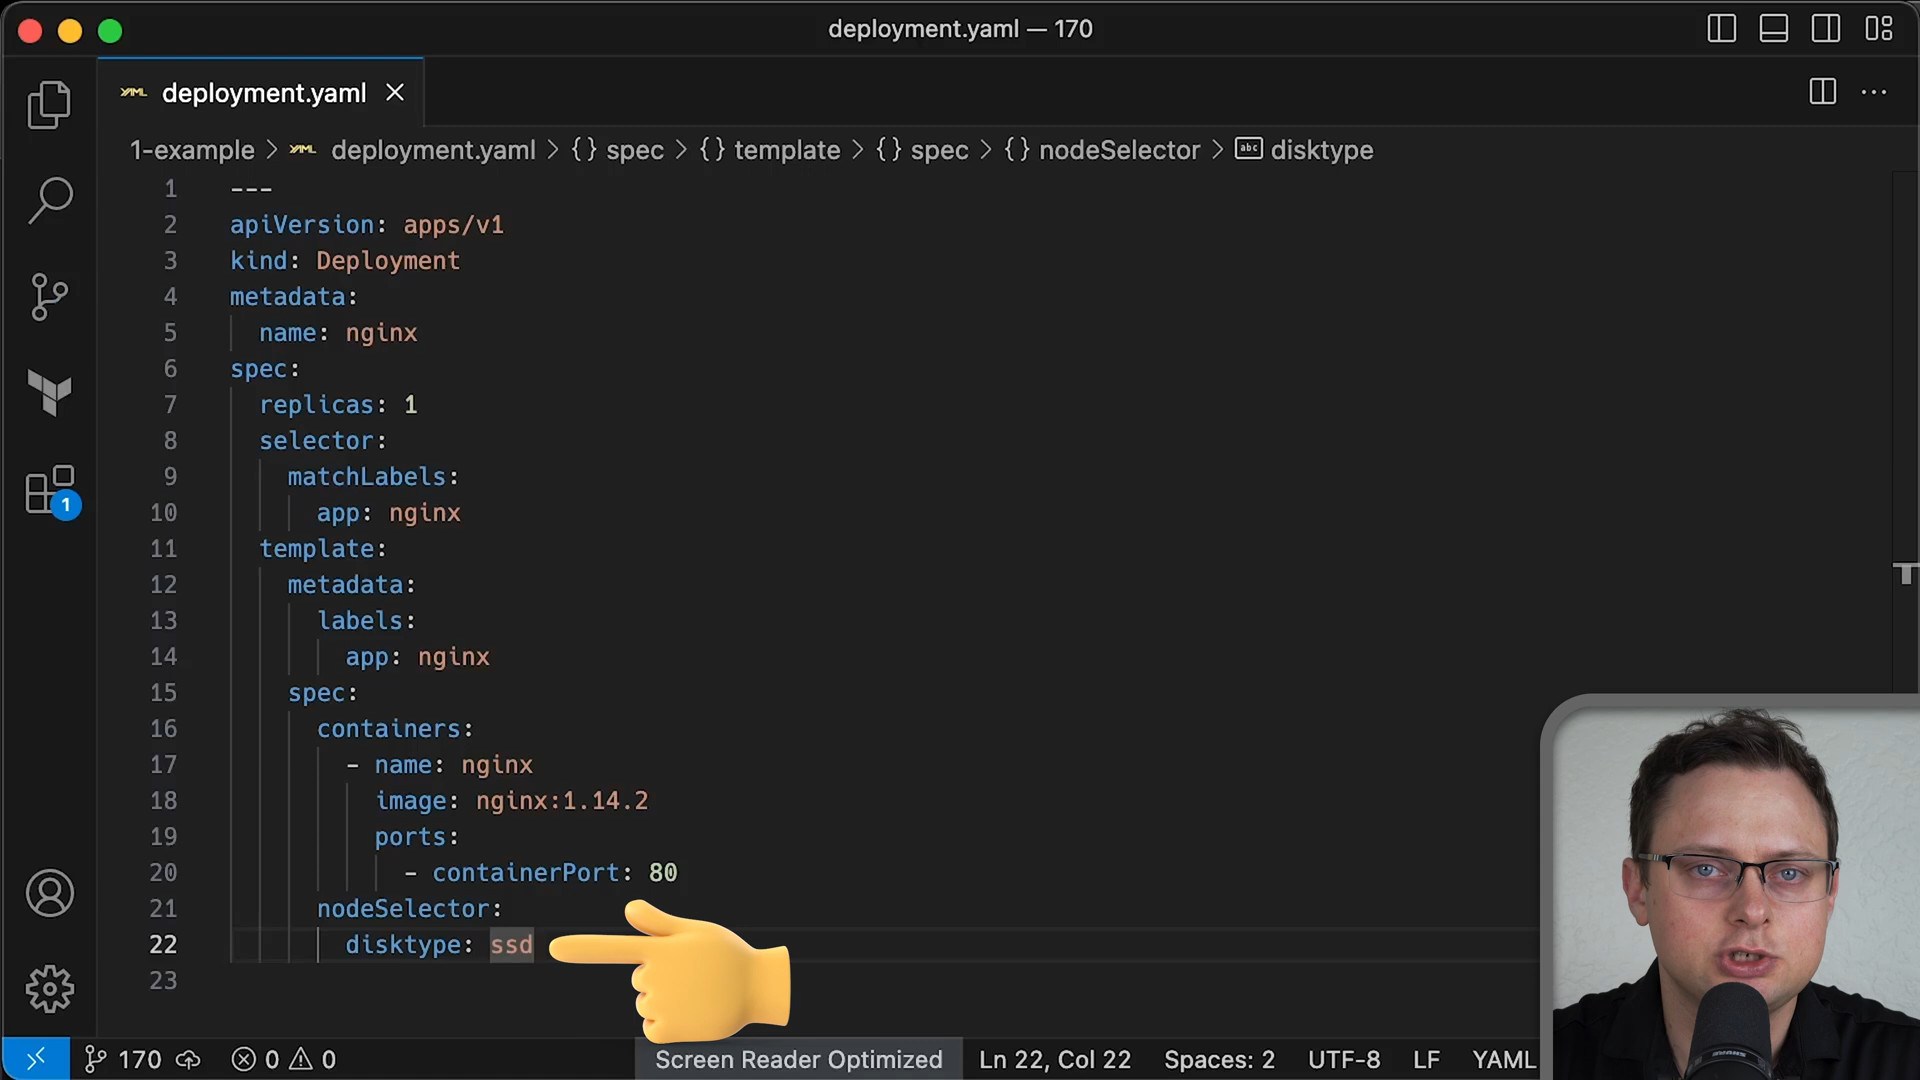 deployment.yaml — 170
YAML deployment.yaml
1-example > YAML deployment.yaml > {} spec > {} template > {} spec > {} nodeSelector > abc disktype
1 ---
2 apiVersion: apps/v1
3 kind: Deployment
4 metadata:
5 name: nginx
6 spec:
7 replicas: 1
8 selector:
9 matchLabels:
10 app: nginx
11 template:
12 metadata:
13 labels:
14 app: nginx
15 spec:
16 containers:
17 - name: nginx
18 image: nginx:1.14.2
19 ports:
20 - containerPort: 80
21 nodeSelector:
22 disktype: ssd
23
1
170 0 0 Screen Reader Optimized Ln 22, Col 22 Spaces: 2 UTF-8 LF YAML